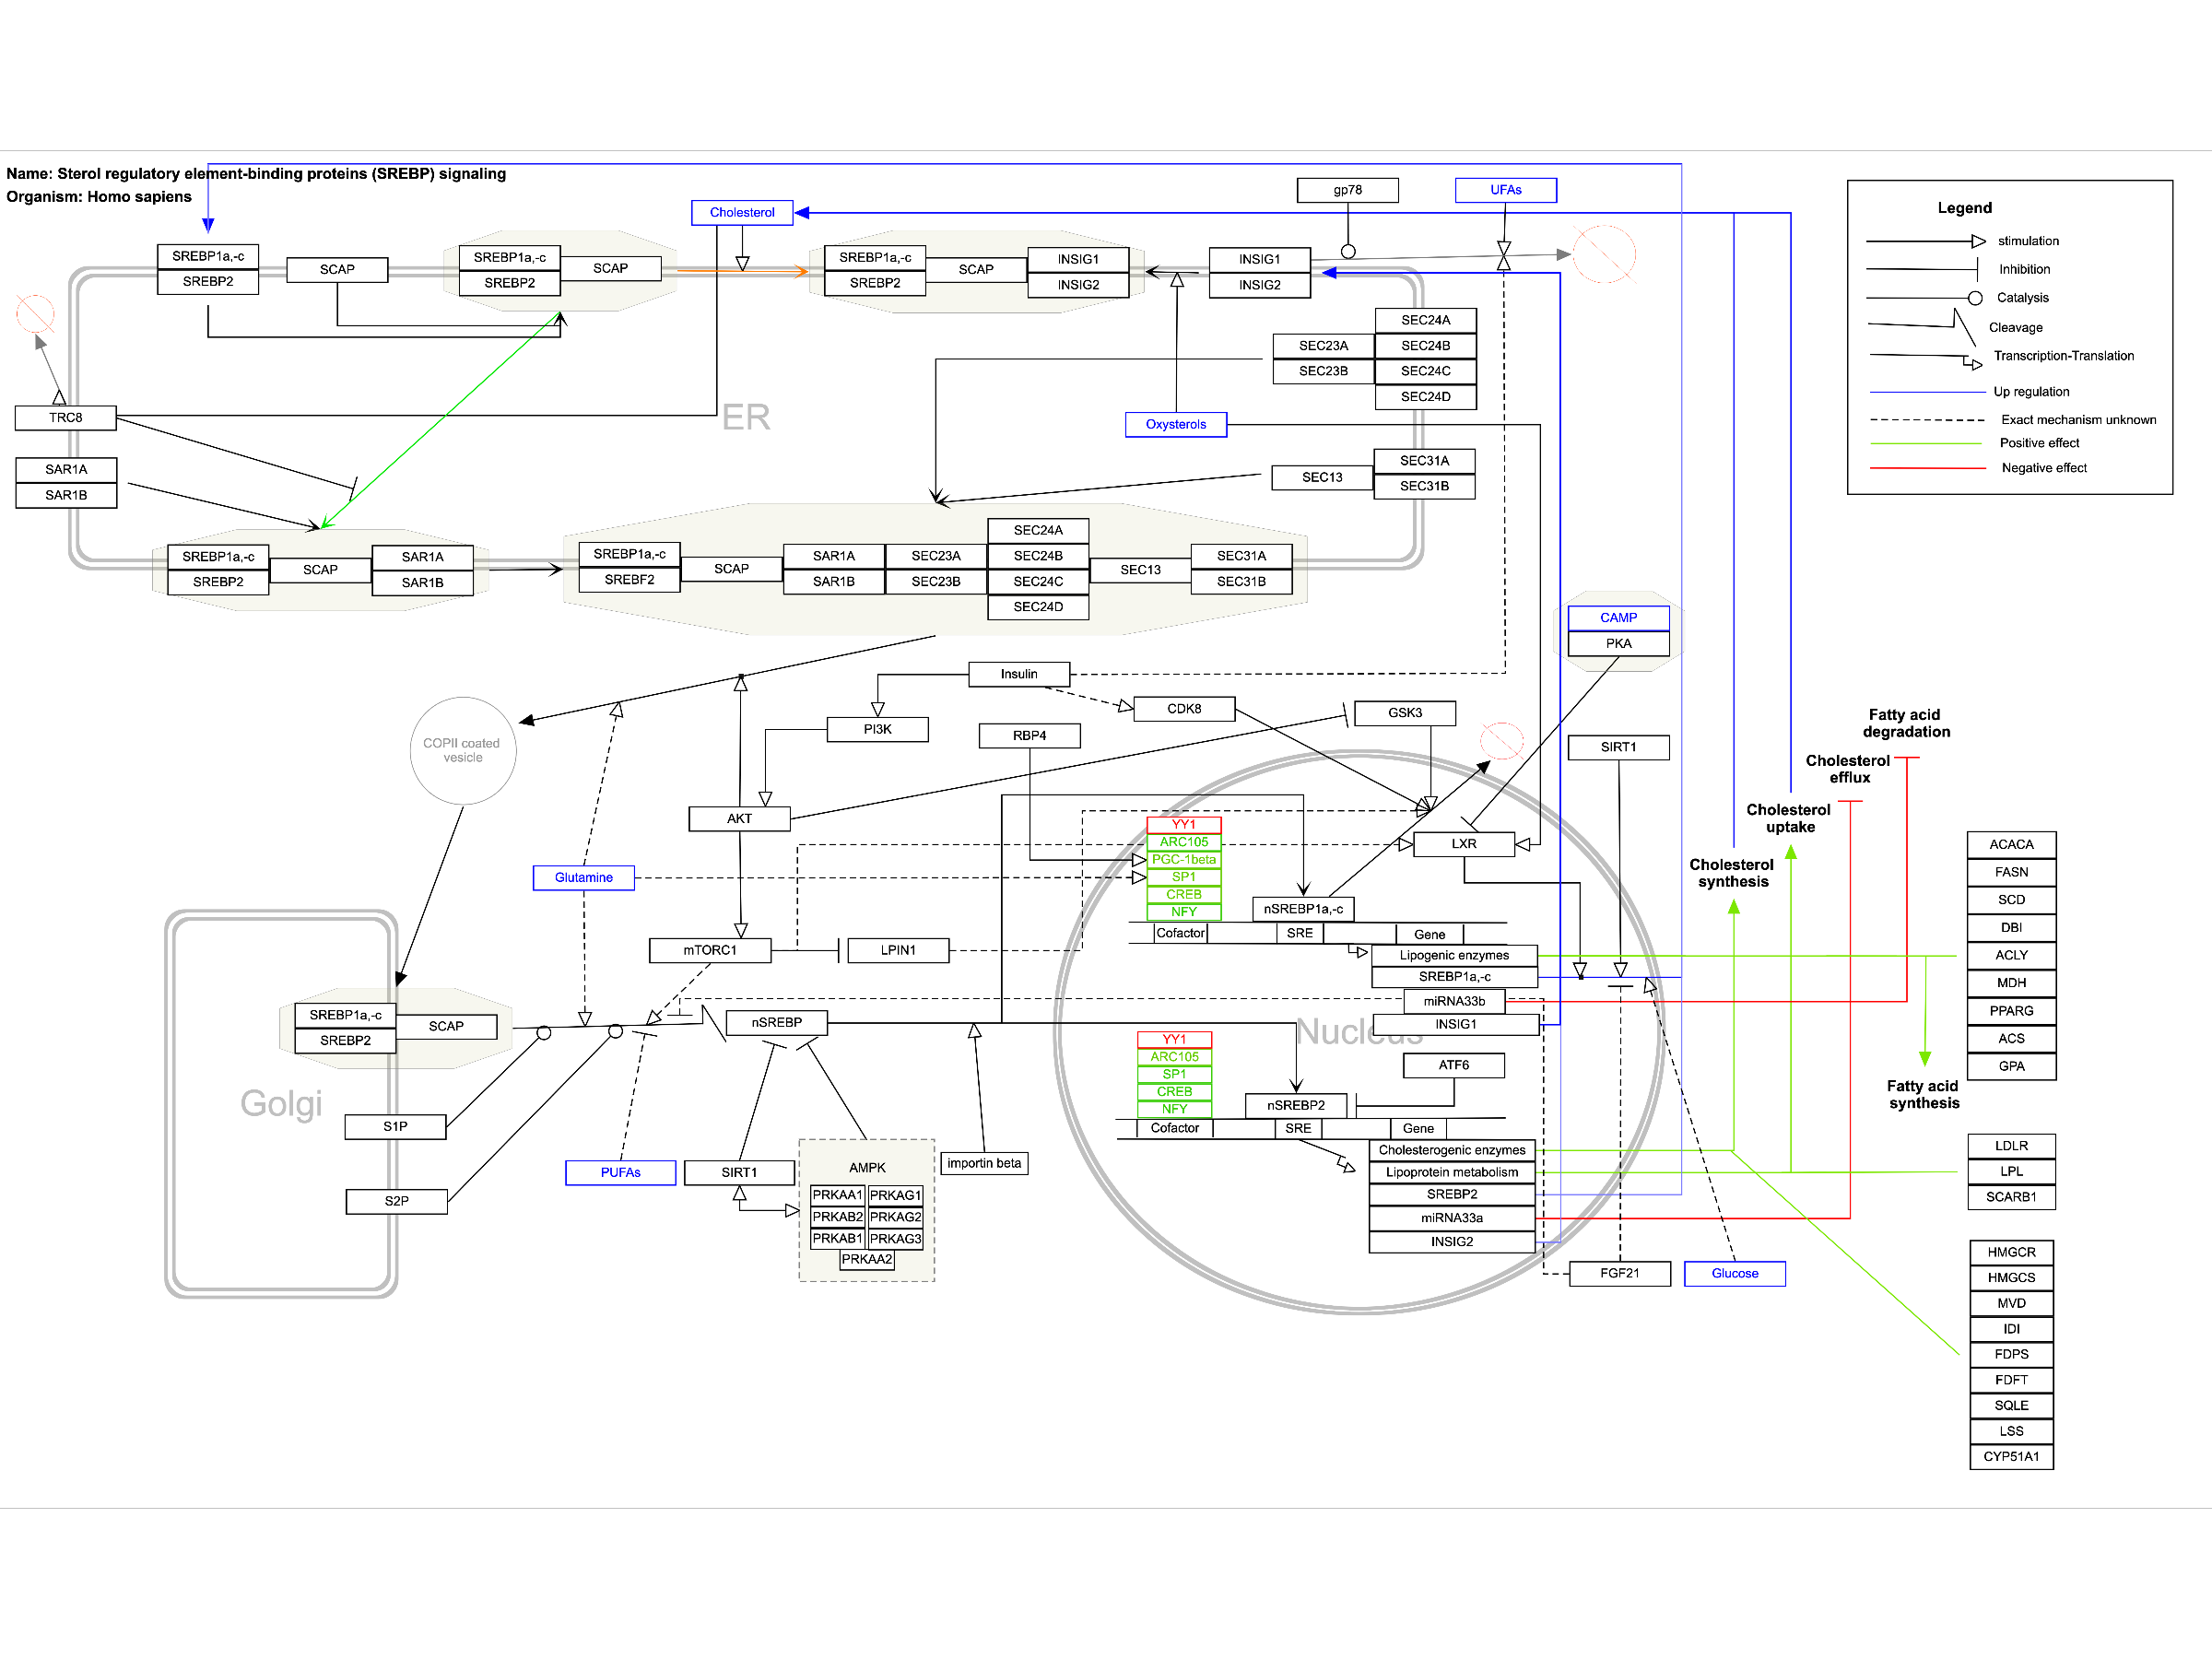 Name: Sterol regulatory element-binding proteins (SREBP) signaling
Organism: Homo sapiens
gp78
UFAs
Legend
Cholesterol
stimulation
Inhibition
Catalysis
Cleavage
Transcription-Translation
Up regulation
Exact mechanism unknown
Positive effect
Negative effect
SREBP1a,-c
SREBP2
SCAP
SREBP1a,-c
SREBP2
SCAP
SREBP1a,-c
SREBP2
SCAP
INSIG1
INSIG2
INSIG1
INSIG2
SEC24A
SEC23A
SEC24B
SEC23B
SEC24C
SEC24D
TRC8
ER
Oxysterols
SAR1A
SAR1B
SEC13
SEC31A
SEC31B
SREBP1a,-c
SREBP2
SCAP
SAR1A
SAR1B
SREBP1a,-c
SREBF2
SCAP
SAR1A
SAR1B
SEC23A
SEC23B
SEC24A
SEC24B
SEC24C
SEC24D
SEC13
SEC31A
SEC31B
CAMP
PKA
Insulin
CDK8
GSK3
PI3K
RBP4
SIRT1
COPII coated
vesicle
Fatty acid
degradation
Cholesterol
efflux
Cholesterol
uptake
Cholesterol
synthesis
AKT
YY1
ARC105
PGC-1beta
SP1
CREB
NFY
LXR
Glutamine
nSREBP1a,-c
Cofactor
SRE
Gene
mTORC1
LPIN1
Lipogenic enzymes
SREBP1a,-c
miRNA33b
INSIG1
ACACA
FASN
SCD
DBI
ACLY
MDH
PPARG
ACS
GPA
SREBP1a,-c
SREBP2
SCAP
nSREBP
Nucleus
YY1
ARC105
SP1
CREB
NFY
ATF6
nSREBP2
Cofactor
SRE
Gene
Golgi
S1P
S2P
PUFAs
SIRT1
AMPK
PRKAA1
PRKAG1
PRKAB2
PRKAG2
PRKAB1
PRKAG3
PRKAA2
importin beta
Cholesterogenic enzymes
Lipoprotein metabolism
SREBP2
miRNA33a
INSIG2
FGF21
Glucose
Fatty acid
synthesis
LDLR
LPL
SCARB1
HMGCR
HMGCS
MVD
IDI
FDPS
FDFT
SQLE
LSS
CYP51A1